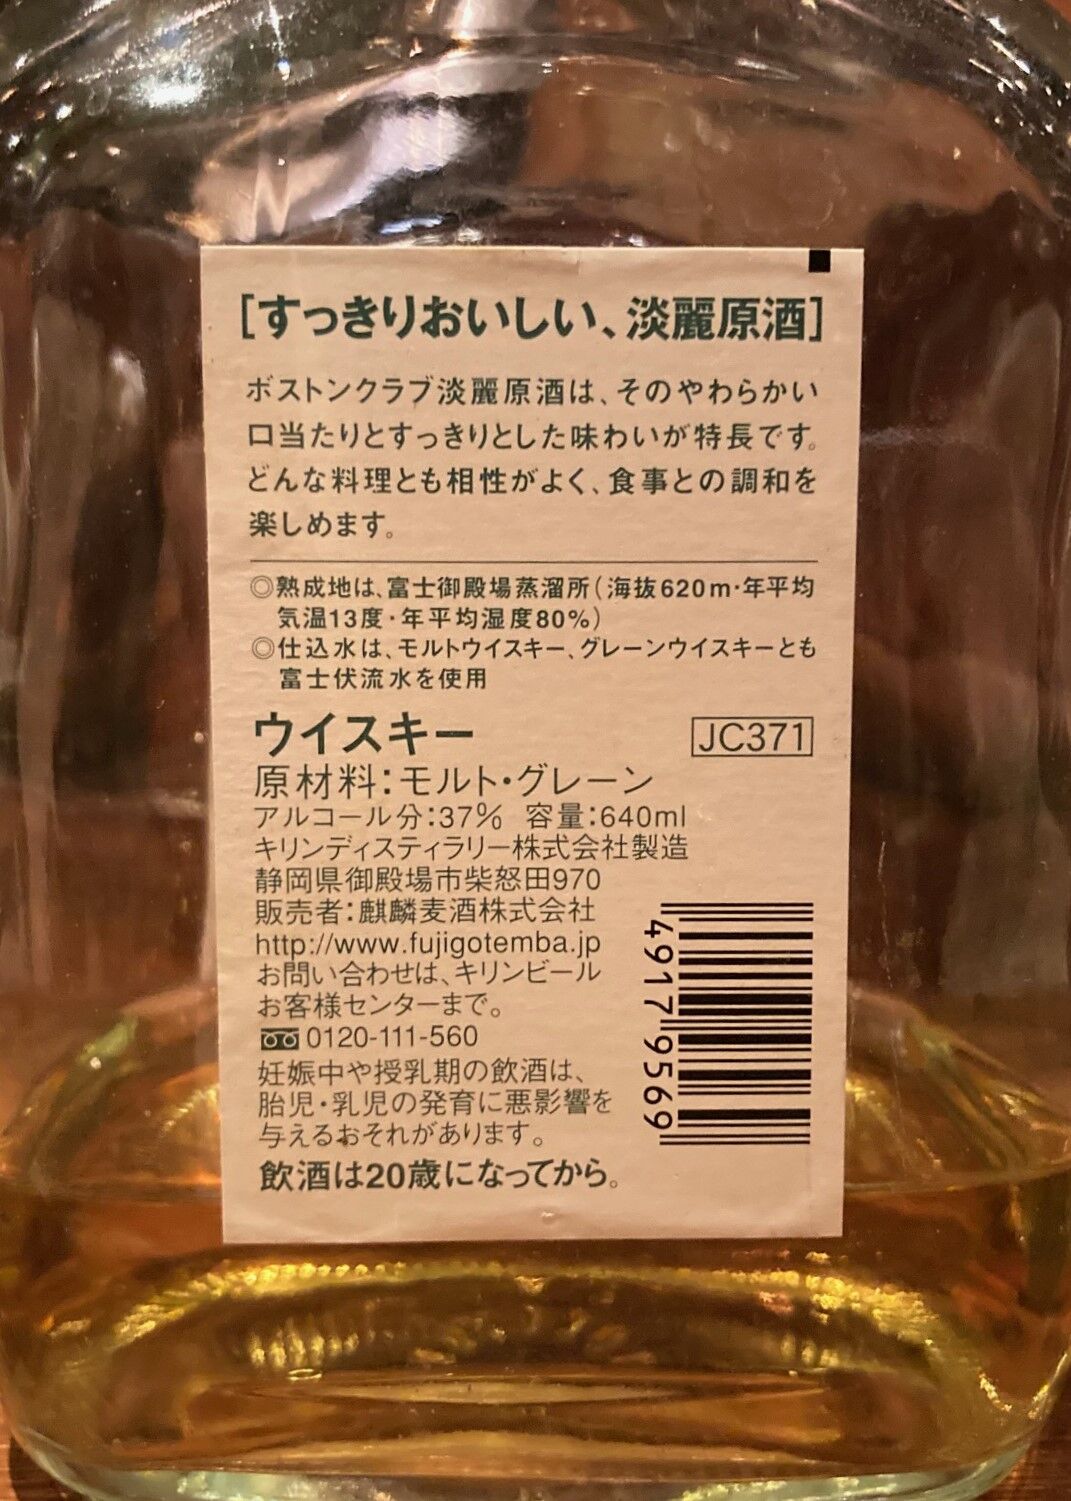 [すっきりおいしい、淡麗原酒]
ボストンクラブ淡麗原酒は、そのやわらかい
口当たりとすっきりとした味わいが特長です。
どんな料理とも相性がよく、食事との調和を
楽しめます。
◎熟成地は、富士御殿場蒸溜所(海抜620m・年平均
気温13度・年平均湿度80%)
◎仕込水は、モルトウイスキー、グレーンウイスキーとも
富士伏流水を使用
ウイスキー
JC371
原材料:モルト・グレーン
アルコール分:37% 容量:640ml
キリンディスティラリー株式会社製造
静岡県御殿場市柴怒田970
販売者:麒麟麦酒株式会社
http://www.fujigotemba.jp
お問い合わせは、キリンビール
お客様センターまで。
0120-111-560
妊娠中や授乳期の飲酒は、
胎児・乳児の発育に悪影響を
与えるおそれがあります。
飲酒は20歳になってから。
4917 9569